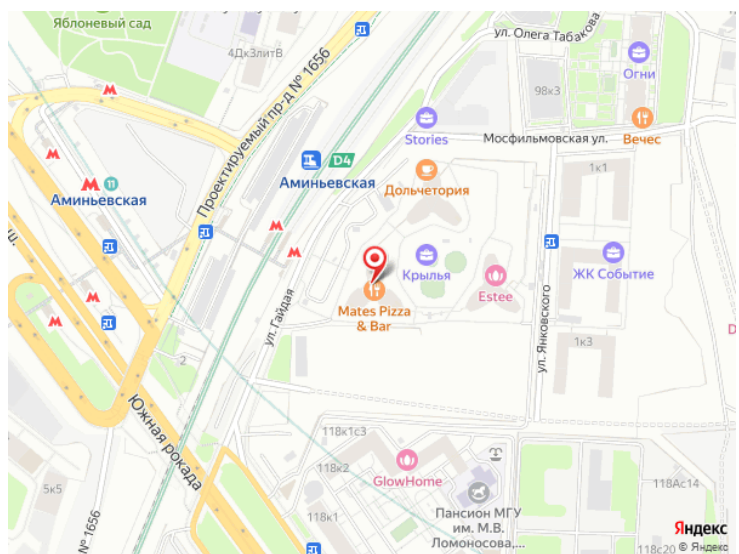 Яблоневый
сад
4Дк3литВ
Проектируемый пр-д № 1656
ул. Олега Табакова
Огни
98к3
Stories
Мосфильмовская ул.
Вечес
D4
Аминьевская
11
Аминьевская
Дольчетория
1к1
ш.
Крылья
Estee
ЖК Событие
Mates Pizza
& Bar
ул. Гайдая
ул. Янковского
1к3
D
2
Южная рокада
118к1с3
118к2
GlowHome
5к5
118к1
Пансион МГУ
им. М.В.
Ломоносова,...
118Ас14
№ 1656
118с20
Яндекс
© Яндекс